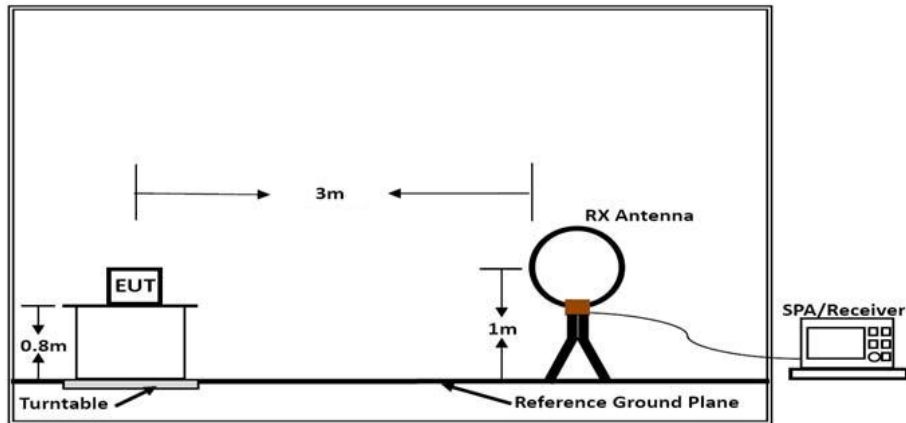 3m
RX Antenna
EUT
SPA/Receiver
0.8m
1m
Turntable
Reference Ground Plane